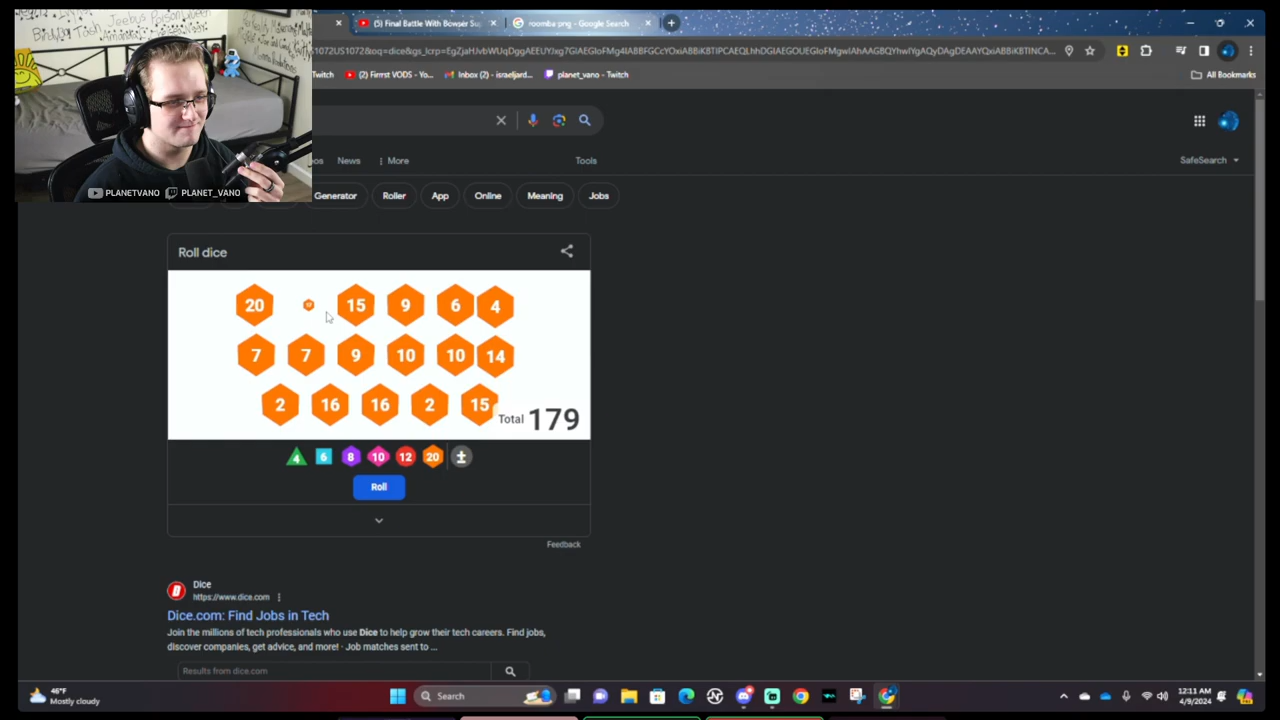 Jeebus PoisonQueen
(5) Final Battle With Bowser Su
roomba png - Google Search
Twitch
(2) Firrrst VODS - Yo...
Inbox (2) - israeljard...
planet_vano - Twitch
All Bookmarks
News
More
Tools
SafeSearch
PLANETVANO PLANET_VANO
Generator
Roller
App
Online
Meaning
Jobs
Roll dice
20 15 9 6 4
7 7 9 10 10 14
2 16 16 2 15
Total 179
4 6 8 10 12 20 ±
Roll
Feedback
Dice
https://www.dice.com
Dice.com: Find Jobs in Tech
Join the millions of tech professionals who use Dice to help grow their tech careers. Find jobs,
discover companies, get advice, and more! · Job matches sent to ...
Results from dice.com
46°F
Mostly cloudy
Search
12:11 AM
4/9/2024